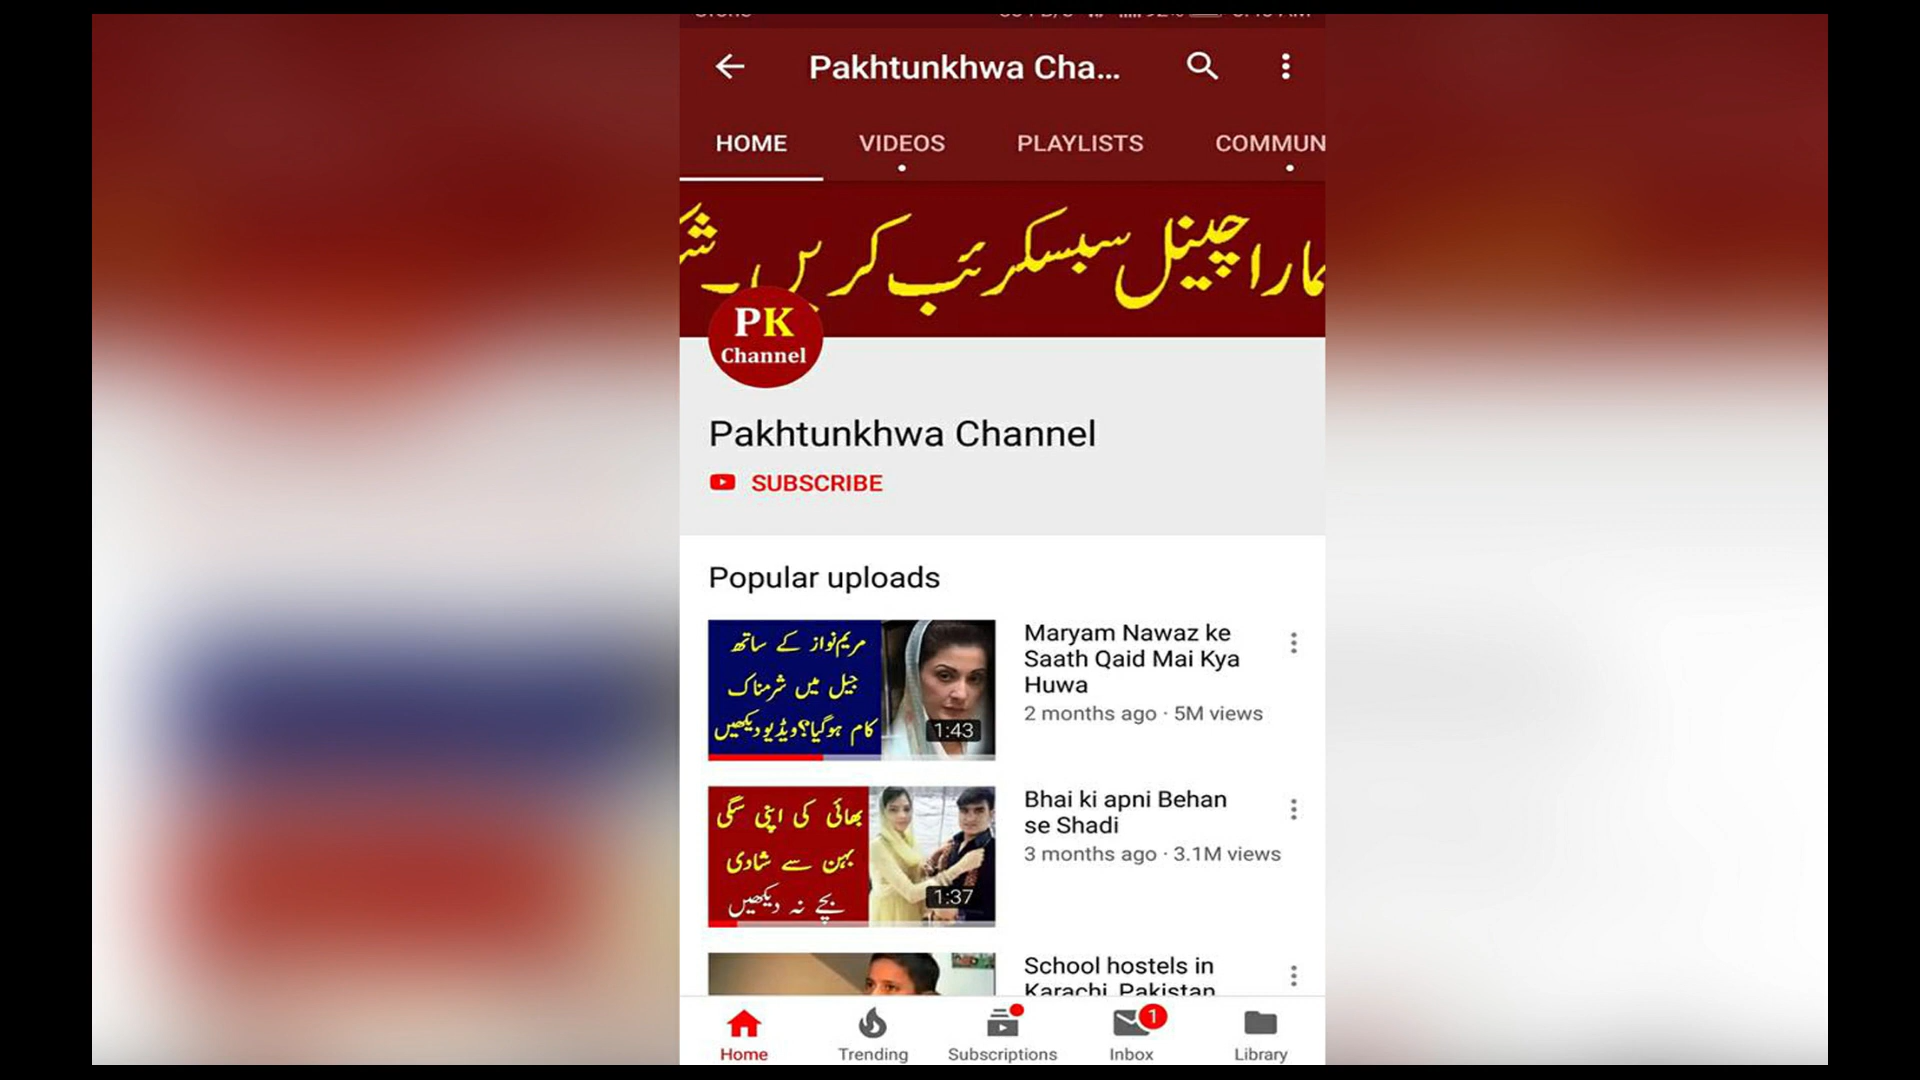 Pakhtunkhwa Cha...
HOME VIDEOS PLAYLISTS COMMUN
چینل سبسکرئب کریں۔
PK
Channel
Pakhtunkhwa Channel
SUBSCRIBE
Popular uploads
مریم نواز کے ساتھ
جیل میں شرمناک
کام ہوگیا؟ ویڈیو دیکھیں
1:43
Maryam Nawaz ke
Saath Qaid Mai Kya
Huwa
2 months ago · 5M views
بھائی کی اپنی سگی
بہن سے شادی
بچے نہ دیکھیں
1:37
Bhai ki apni Behan
se Shadi
3 months ago · 3.1M views
School hostels in
Karachi, Pakistan
Home Trending Subscriptions Inbox 1 Library